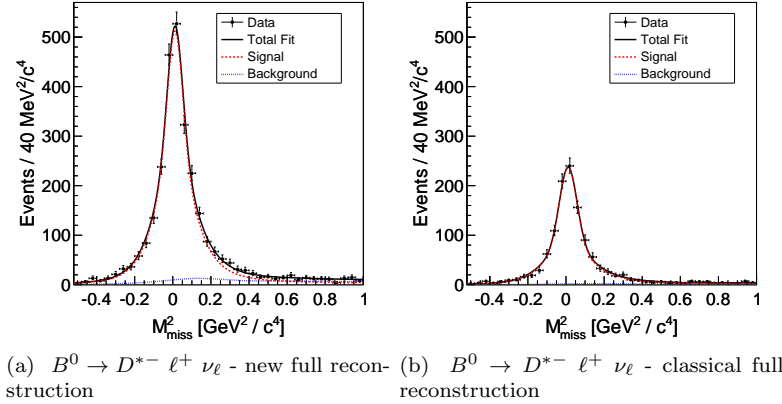 Events / 40 MeV²/c⁴
500
400
300
200
100
0
-0.4 -0.2 0 0.2 0.4 0.6 0.8 1
M²miss [GeV² / c⁴]
Data
Total Fit
Signal
Background
(a) B⁰ → D*⁻ ℓ⁺ νℓ - new full recon-
struction
Events / 40 MeV²/c⁴
500
400
300
200
100
0
-0.4 -0.2 0 0.2 0.4 0.6 0.8 1
M²miss [GeV² / c⁴]
Data
Total Fit
Signal
Background
(b) B⁰ → D*⁻ ℓ⁺ νℓ - classical full
reconstruction